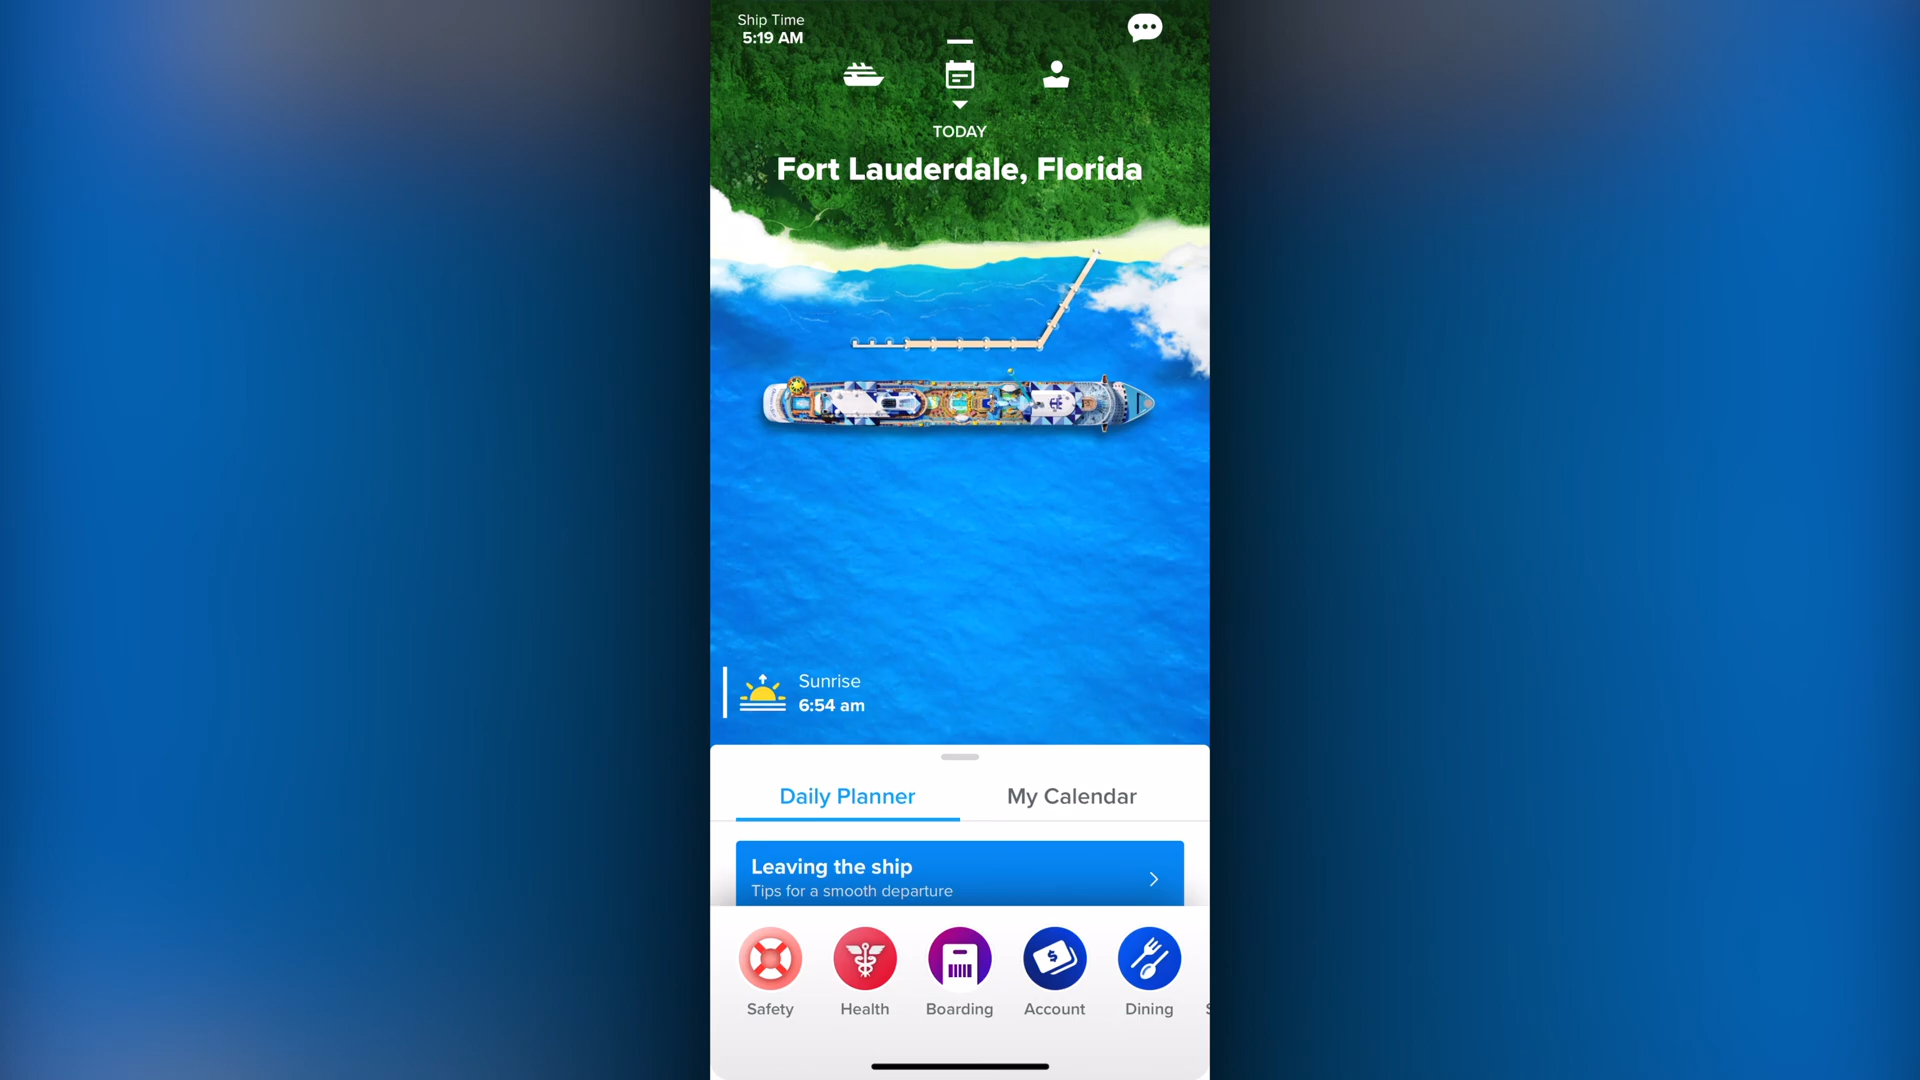 Ship Time
5:19 AM
TODAY
Fort Lauderdale, Florida
Sunrise
6:54 am
Daily Planner
My Calendar
Leaving the ship
Tips for a smooth departure
$
Safety
Health
Boarding
Account
Dining